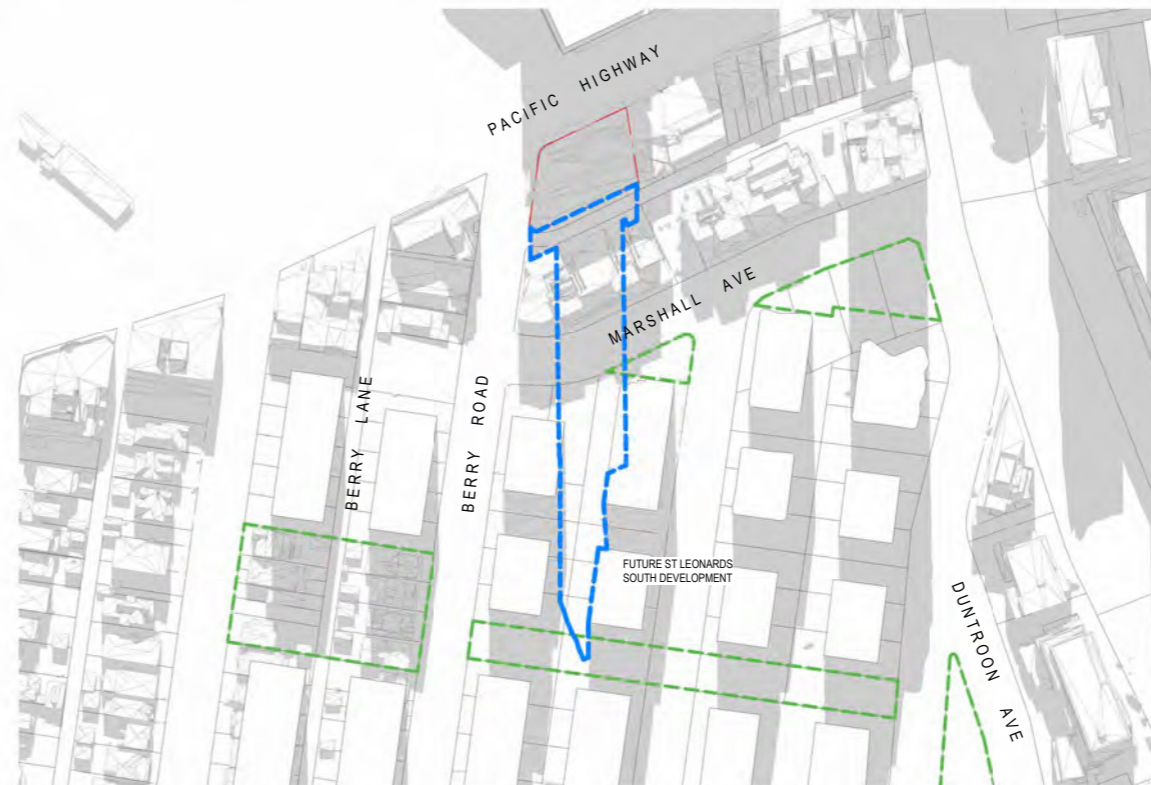 PACIFIC HIGHWAY
MARSHALL AVE
BERRY LANE
BERRY ROAD
FUTURE ST LEONARDS
SOUTH DEVELOPMENT
DUNTROON AVE